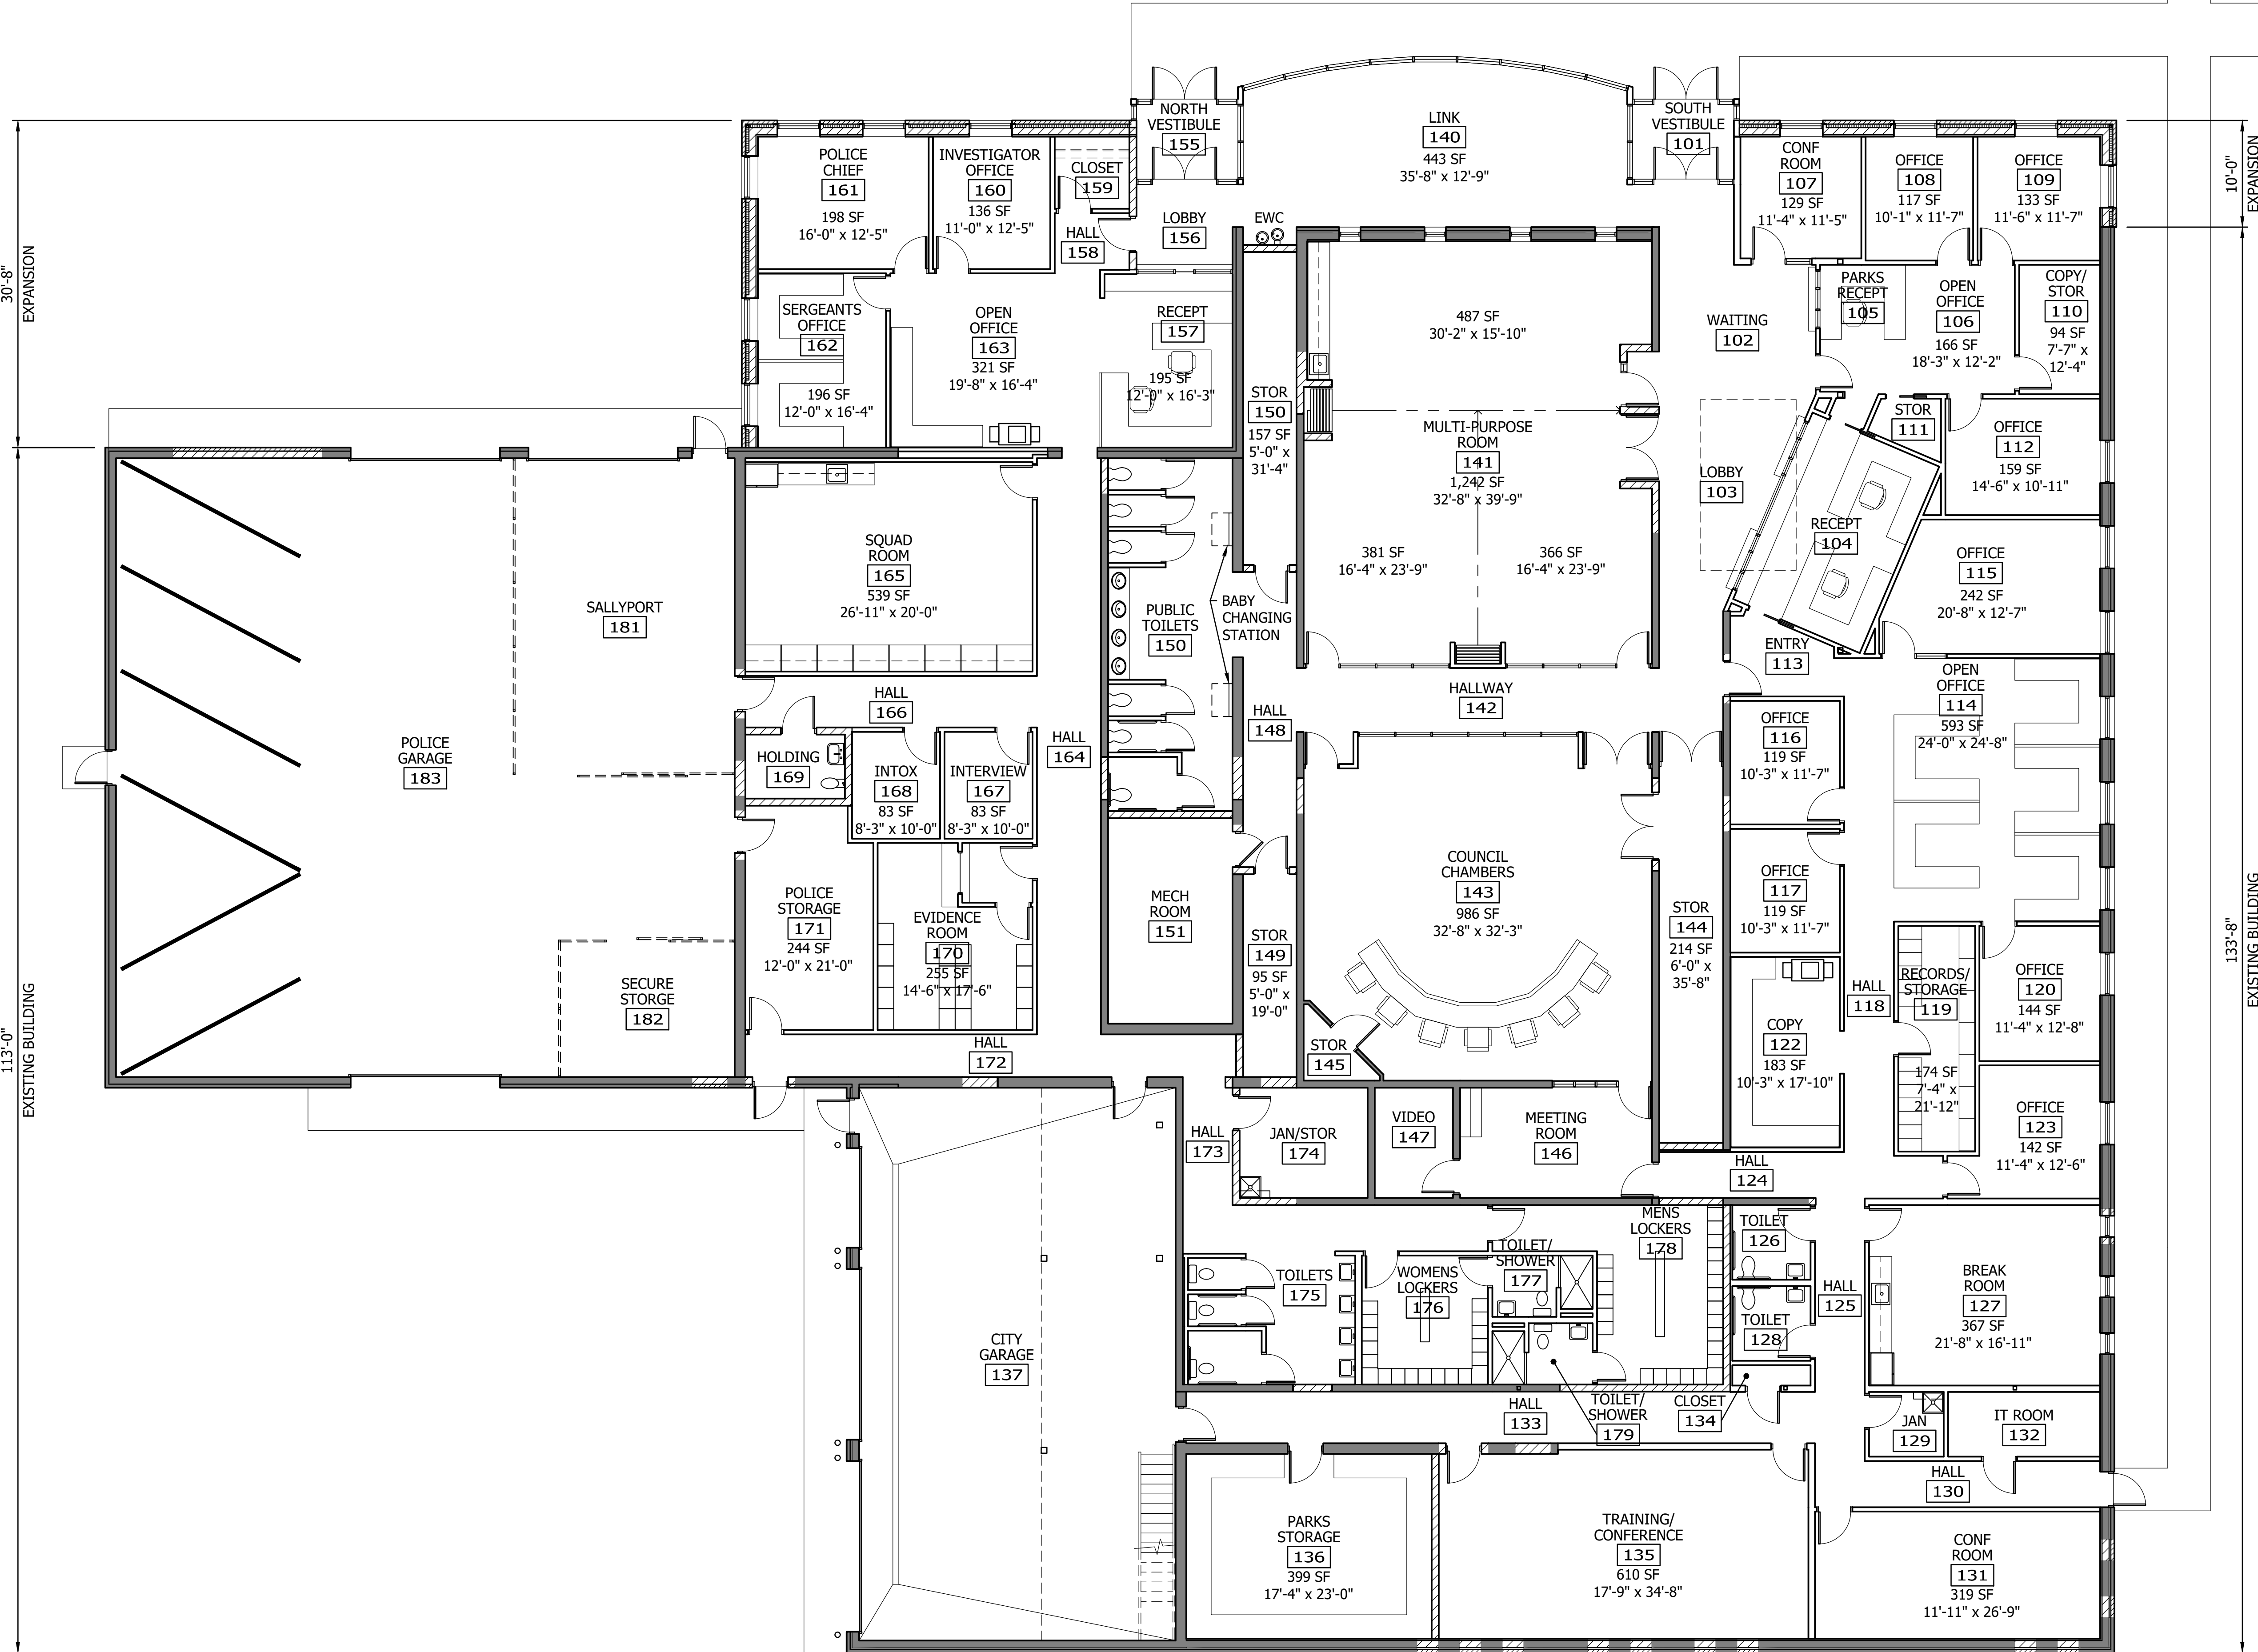 NORTH
VESTIBULE
155
LINK
140
443 SF
35'-8" x 12'-9"
SOUTH
VESTIBULE
101
30'-8"
EXPANSION
10'-0"
EXPANSION
POLICE
CHIEF
161
198 SF
16'-0" x 12'-5"
INVESTIGATOR
OFFICE
160
136 SF
11'-0" x 12'-5"
CLOSET
159
HALL
158
LOBBY
156
EWC
CONF
ROOM
107
129 SF
11'-4" x 11'-5"
OFFICE
108
117 SF
10'-1" x 11'-7"
OFFICE
109
133 SF
11'-6" x 11'-7"
SERGEANTS
OFFICE
162
196 SF
12'-0" x 16'-4"
OPEN
OFFICE
163
321 SF
19'-8" x 16'-4"
RECEPT
157
195 SF
12'-0" x 16'-3"
STOR
150
157 SF
5'-0" x
31'-4"
487 SF
30'-2" x 15'-10"
MULTI-PURPOSE
ROOM
141
1,242 SF
32'-8" x 39'-9"
381 SF
16'-4" x 23'-9"
366 SF
16'-4" x 23'-9"
WAITING
102
PARKS
RECEPT
105
OPEN
OFFICE
106
166 SF
18'-3" x 12'-2"
COPY/
STOR
110
94 SF
7'-7" x
12'-4"
STOR
111
OFFICE
112
159 SF
14'-6" x 10'-11"
LOBBY
103
RECEPT
104
OFFICE
115
242 SF
20'-8" x 12'-7"
ENTRY
113
OPEN
OFFICE
114
593 SF
24'-0" x 24'-8"
SALLYPORT
181
POLICE
GARAGE
183
SECURE
STORGE
182
113'-0"
EXISTING BUILDING
133'-8"
EXISTING BUILDING
SQUAD
ROOM
165
539 SF
26'-11" x 20'-0"
PUBLIC
TOILETS
150
BABY
CHANGING
STATION
HALL
166
HOLDING
169
INTOX
168
83 SF
8'-3" x 10'-0"
INTERVIEW
167
83 SF
8'-3" x 10'-0"
HALL
164
HALL
148
HALLWAY
142
OFFICE
116
119 SF
10'-3" x 11'-7"
OFFICE
117
119 SF
10'-3" x 11'-7"
POLICE
STORAGE
171
244 SF
12'-0" x 21'-0"
EVIDENCE
ROOM
170
255 SF
14'-6" x 17'-6"
MECH
ROOM
151
STOR
149
95 SF
5'-0" x
19'-0"
COUNCIL
CHAMBERS
143
986 SF
32'-8" x 32'-3"
STOR
145
STOR
144
214 SF
6'-0" x
35'-8"
COPY
122
183 SF
10'-3" x 17'-10"
HALL
118
RECORDS/
STORAGE
119
174 SF
7'-4" x
21'-12"
OFFICE
120
144 SF
11'-4" x 12'-8"
OFFICE
123
142 SF
11'-4" x 12'-6"
HALL
172
HALL
173
JAN/STOR
174
VIDEO
147
MEETING
ROOM
146
HALL
124
CITY
GARAGE
137
TOILETS
175
WOMENS
LOCKERS
176
TOILET/
SHOWER
177
MENS
LOCKERS
178
TOILET
126
TOILET
128
HALL
125
BREAK
ROOM
127
367 SF
21'-8" x 16'-11"
HALL
133
TOILET/
SHOWER
179
CLOSET
134
JAN
129
IT ROOM
132
HALL
130
PARKS
STORAGE
136
399 SF
17'-4" x 23'-0"
TRAINING/
CONFERENCE
135
610 SF
17'-9" x 34'-8"
CONF
ROOM
131
319 SF
11'-11" x 26'-9"